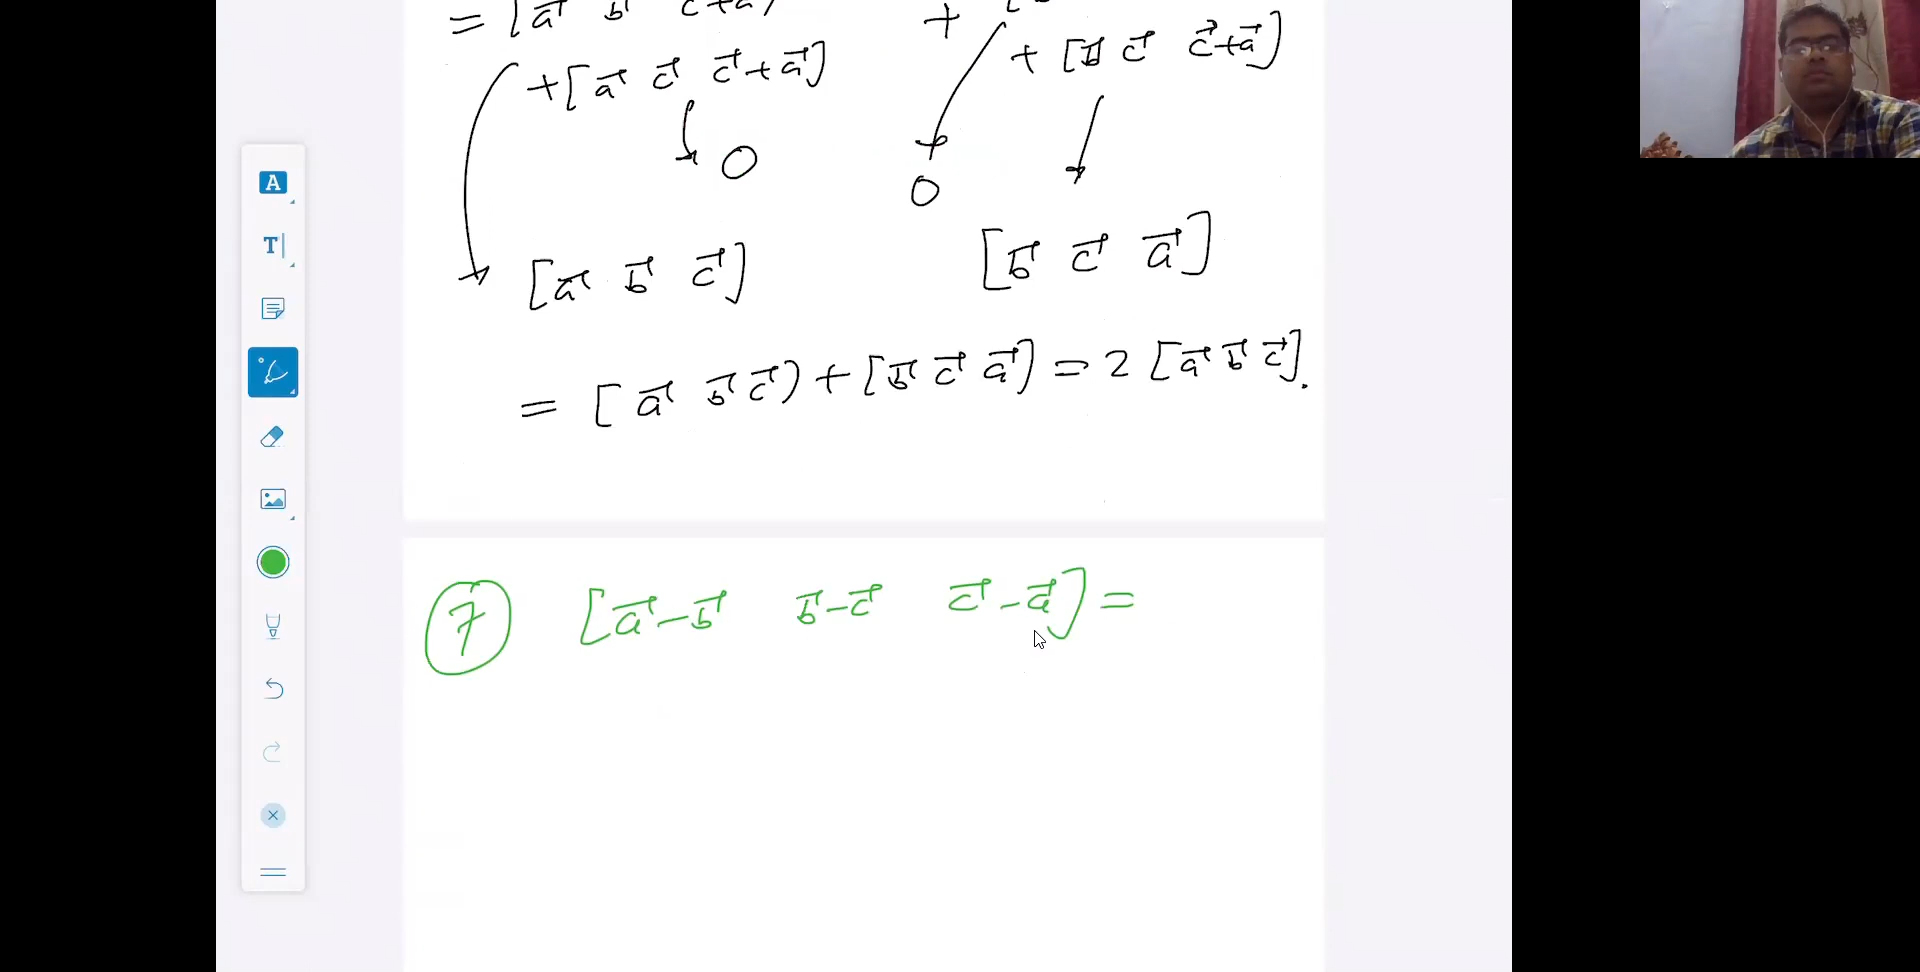 = [a⃗ b⃗ c⃗+a⃗] +
+[a⃗ c⃗ c⃗+a⃗] + [b⃗ c⃗ c⃗+a⃗]
0 0
[a⃗ b⃗ c⃗] [b⃗ c⃗ a⃗]
= [a⃗ b⃗ c⃗) + [b⃗ c⃗ a⃗] = 2 [a⃗ b⃗ c⃗].
7 [a⃗-b⃗ b⃗-c⃗ c⃗-a⃗] =
A
T